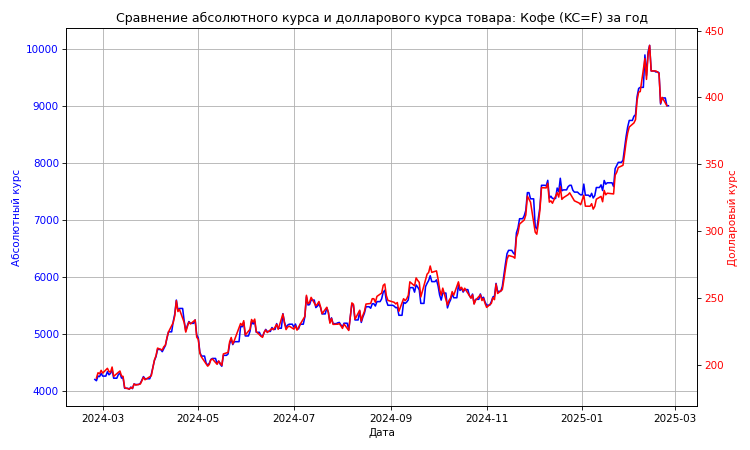 Сравнение абсолютного курса и долларового курса товара: Кофе (KC=F) за год
Абсолютный курс
10000
9000
8000
7000
6000
5000
4000
450
400
350
300
250
200
Долларовый курс
2024-03 2024-05 2024-07 2024-09 2024-11 2025-01 2025-03
Дата